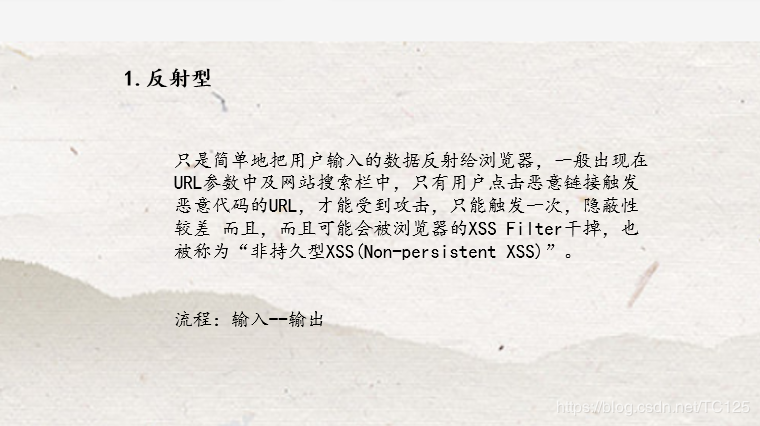 1.反射型
只是简单地把用户输入的数据反射给浏览器，一般出现在
URL参数中及网站搜索栏中，只有用户点击恶意链接触发
恶意代码的URL，才能受到攻击，只能触发一次，隐蔽性
较差 而且，而且可能会被浏览器的XSS Filter干掉，也
被称为“非持久型XSS(Non-persistent XSS)”。
流程：输入--输出
https://blog.csdn.net/TC125